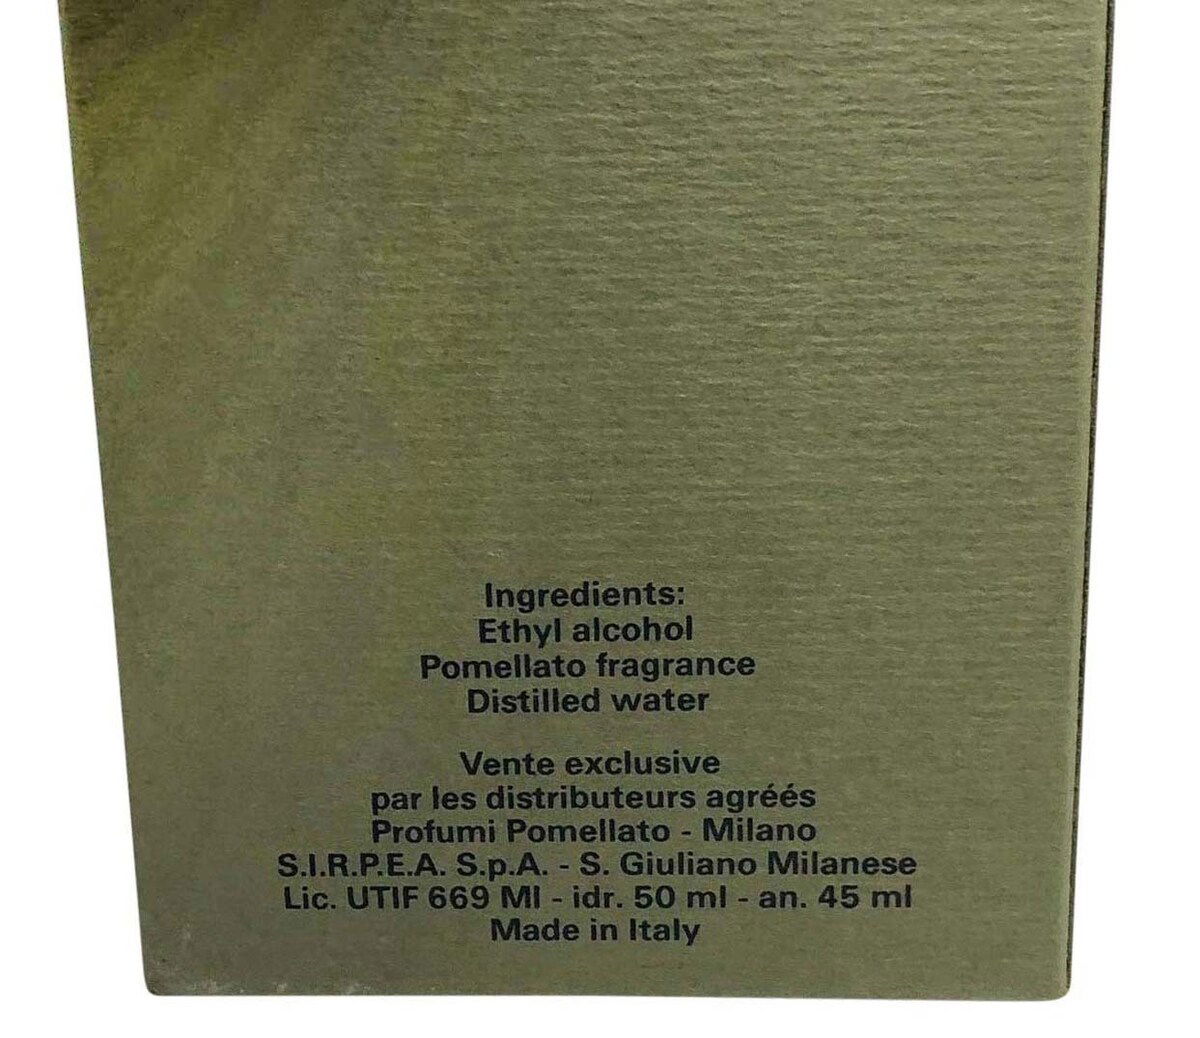 Ingredients:
Ethyl alcohol
Pomellato fragrance
Distilled water
Vente exclusive
par les distributeurs agréés
Profumi Pomellato - Milano
S.I.R.P.E.A. S.p.A. - S. Giuliano Milanese
Lic. UTIF 669 MI - idr. 50 ml - an. 45 ml
Made in Italy